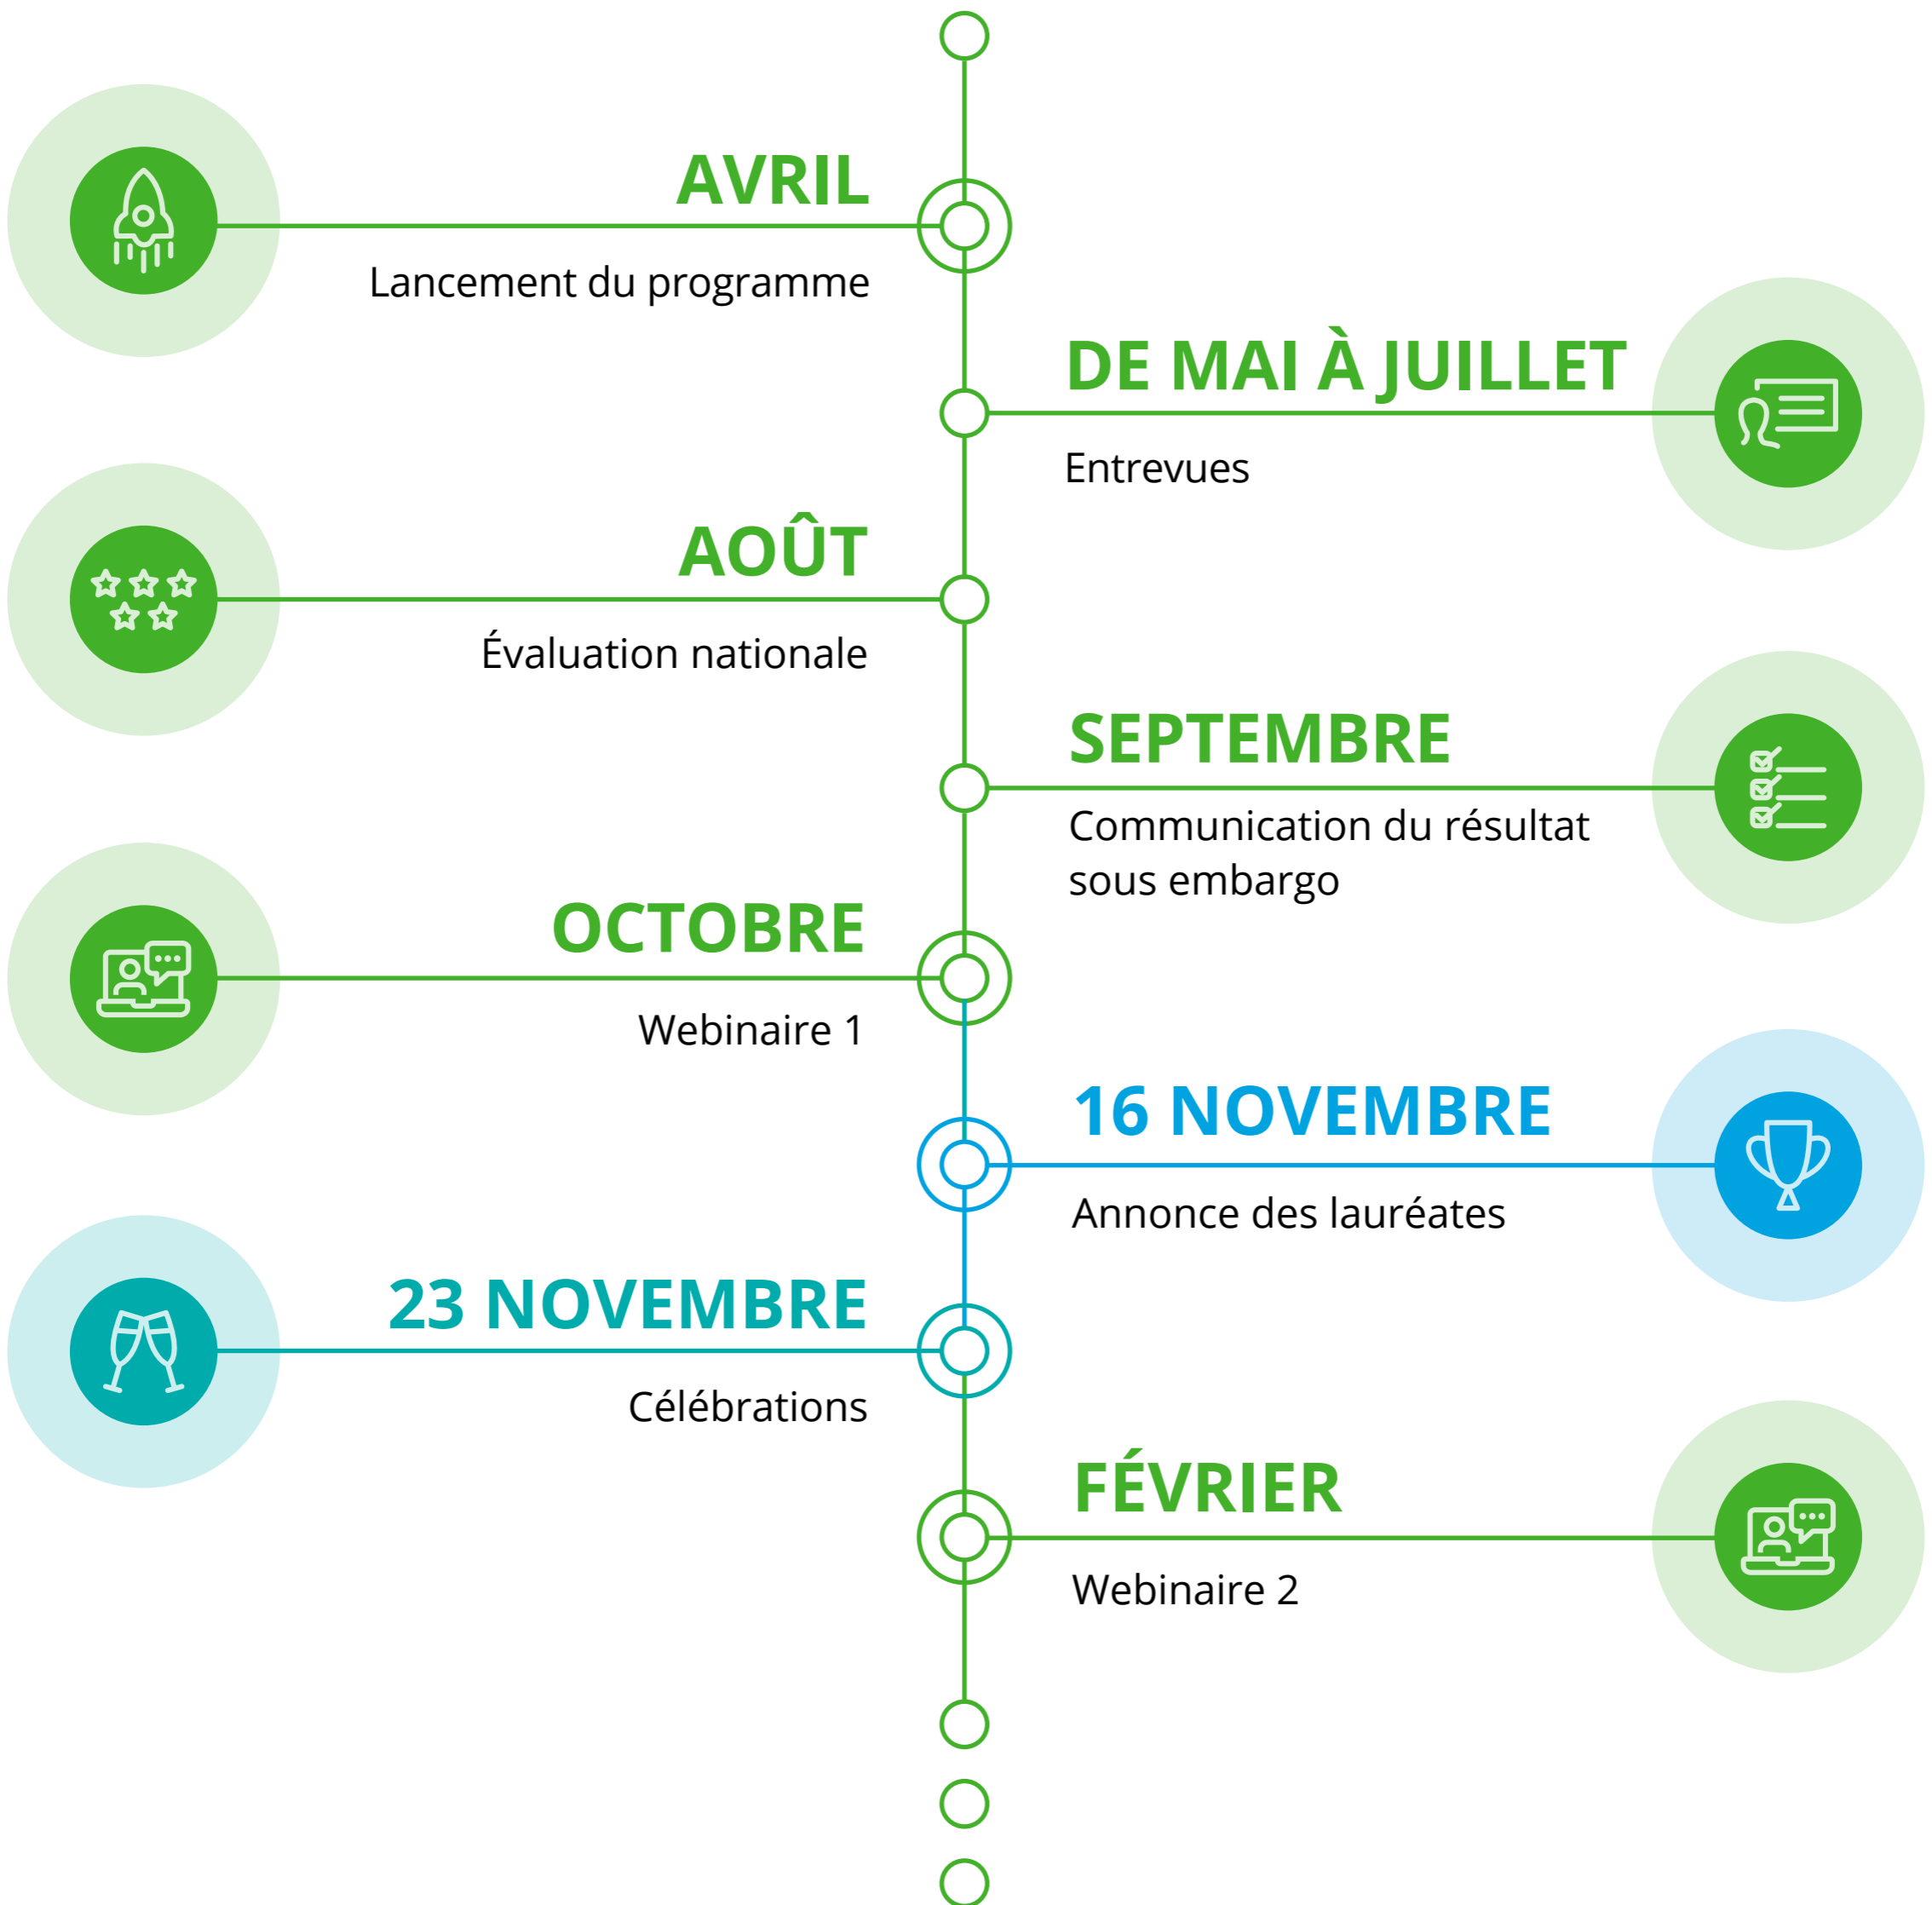 AVRIL
Lancement du programme
DE MAI À JUILLET
Entrevues
AOÛT
Évaluation nationale
SEPTEMBRE
Communication du résultat
sous embargo
OCTOBRE
Webinaire 1
16 NOVEMBRE
Annonce des lauréates
23 NOVEMBRE
Célébrations
FÉVRIER
Webinaire 2